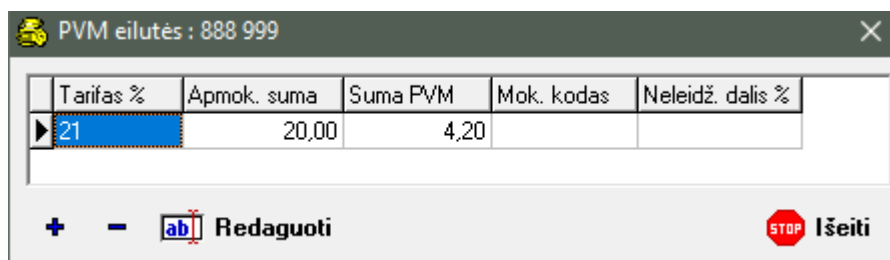 PVM eilutės : 888 999
Tarifas % Apmok. suma Suma PVM Mok. kodas Neleidž. dalis %
21 20,00 4,20
ab Redaguoti STOP Išeiti